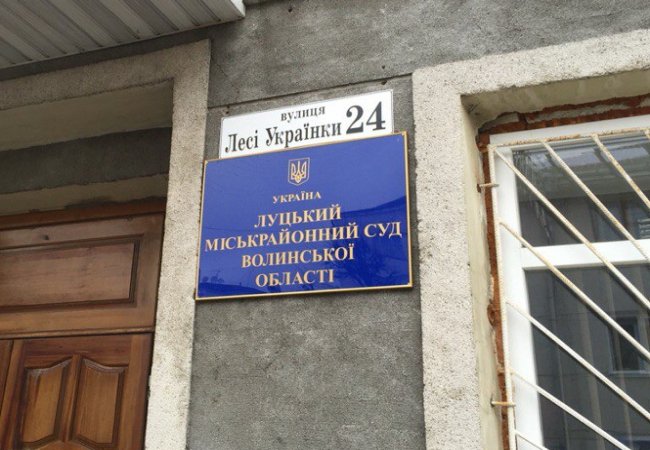 вулиця
Лесі Українки 24
УКРАЇНА
ЛУЦЬКИЙ
МІСЬКРАЙОННИЙ СУД
ВОЛИНСЬКОЇ
ОБЛАСТІ